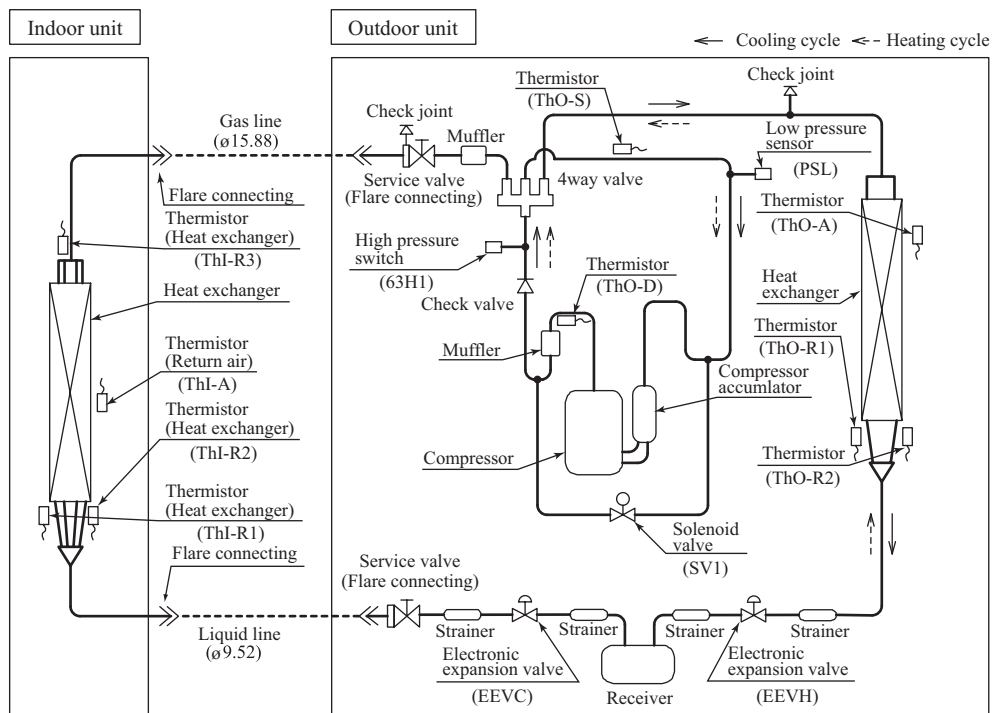 Indoor unit
Outdoor unit
Cooling cycle
Heating cycle
Gas line
(ø15.88)
Flare connecting
Thermistor
(Heat exchanger)
(ThI-R3)
Heat exchanger
Thermistor
(Return air)
(ThI-A)
Thermistor
(Heat exchanger)
(ThI-R2)
Thermistor
(Heat exchanger)
(ThI-R1)
Flare connecting
Liquid line
(ø9.52)
Check joint
Muffler
Service valve
(Flare connecting)
4way valve
High pressure
switch
(63H1)
Check valve
Muffler
Compressor
Thermistor
(ThO-S)
Thermistor
(ThO-D)
Compressor
accumlator
Solenoid
valve
(SV1)
Check joint
Low pressure
sensor
(PSL)
Thermistor
(ThO-A)
Heat
exchanger
Thermistor
(ThO-R1)
Thermistor
(ThO-R2)
Service valve
(Flare connecting)
Strainer
Strainer
Strainer
Strainer
Electronic
expansion valve
(EEVC)
Receiver
Electronic
expansion valve
(EEVH)